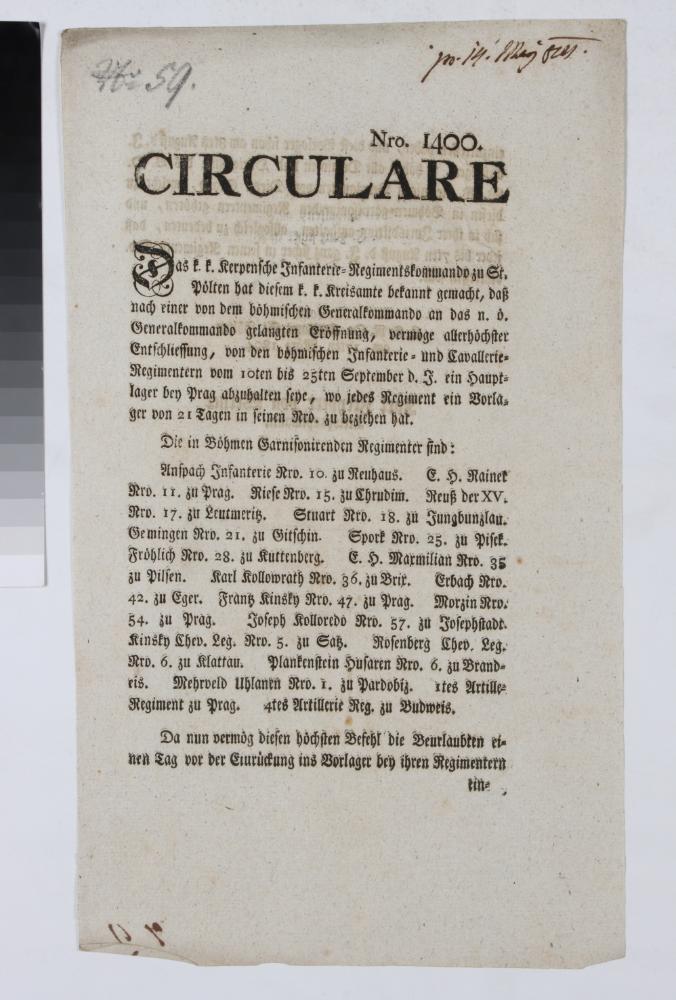 Nro 59.
Nro. 1400.
CIRCULARE
Das k. k. Kerpensche Infanterie-Regimentskommando zu St.
Pölten hat diesem k. k. Kreisamte bekannt gemacht, daß
nach einer von dem böhmischen Generalkommando an das n. ö.
Generalkommando gelangten Eröffnung, vermöge allerhöchster
Entschliessung, von den böhmischen Infanterie- und Cavallerie-
Regimentern vom 10ten bis 25ten September d. J. ein Haupt-
lager bey Prag abzuhalten seye, wo jedes Regiment ein Vorla-
ger von 21 Tagen in seinen Nro. zu beziehen hat.
Die in Böhmen Garnisonirenden Regimenter sind:
Anspach Infanterie Nro. 10. zu Neuhaus. E. H. Rainer
Nro. 11. zu Prag. Riese Nro. 15. zu Chrudim. Reuß der XV.
Nro. 17. zu Leutmeritz. Stuart Nro. 18. zu Jungbunzlau.
Gemingen Nro. 21. zu Gitschin. Spork Nro. 25. zu Pisek.
Fröhlich Nro. 28. zu Kuttenberg. E. H. Maxmilian Nro. 35
zu Pilsen. Karl Kollowrath Nro. 36. zu Brix. Erbach Nro.
42. zu Eger. Frantz Kinsky Nro. 47. zu Prag. Morzin Nro.
54. zu Prag. Joseph Kolloredo Nro. 57. zu Josephstadt.
Kinsky Chev. Leg. Nro. 5. zu Satz. Rosenberg Chev. Leg.
Nro. 6. zu Klattau. Plankenstein Husaren Nro. 6. zu Brand-
eis. Mehrveld Uhlanen Nro. 1. zu Pardobiz. 1tes Artille-
Regiment zu Prag. 4tes Artillerie Reg. zu Budweis.
Da nun vermög diesen höchsten Befehl die Beurlaubten ei-
nen Tag vor der Einrückung ins Vorlager bey ihren Regimentern
ein-